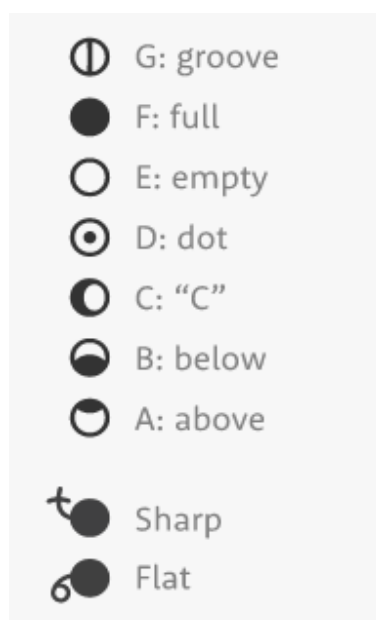 G: groove
F: full
E: empty
D: dot
C: “C”
B: below
A: above
Sharp
Flat